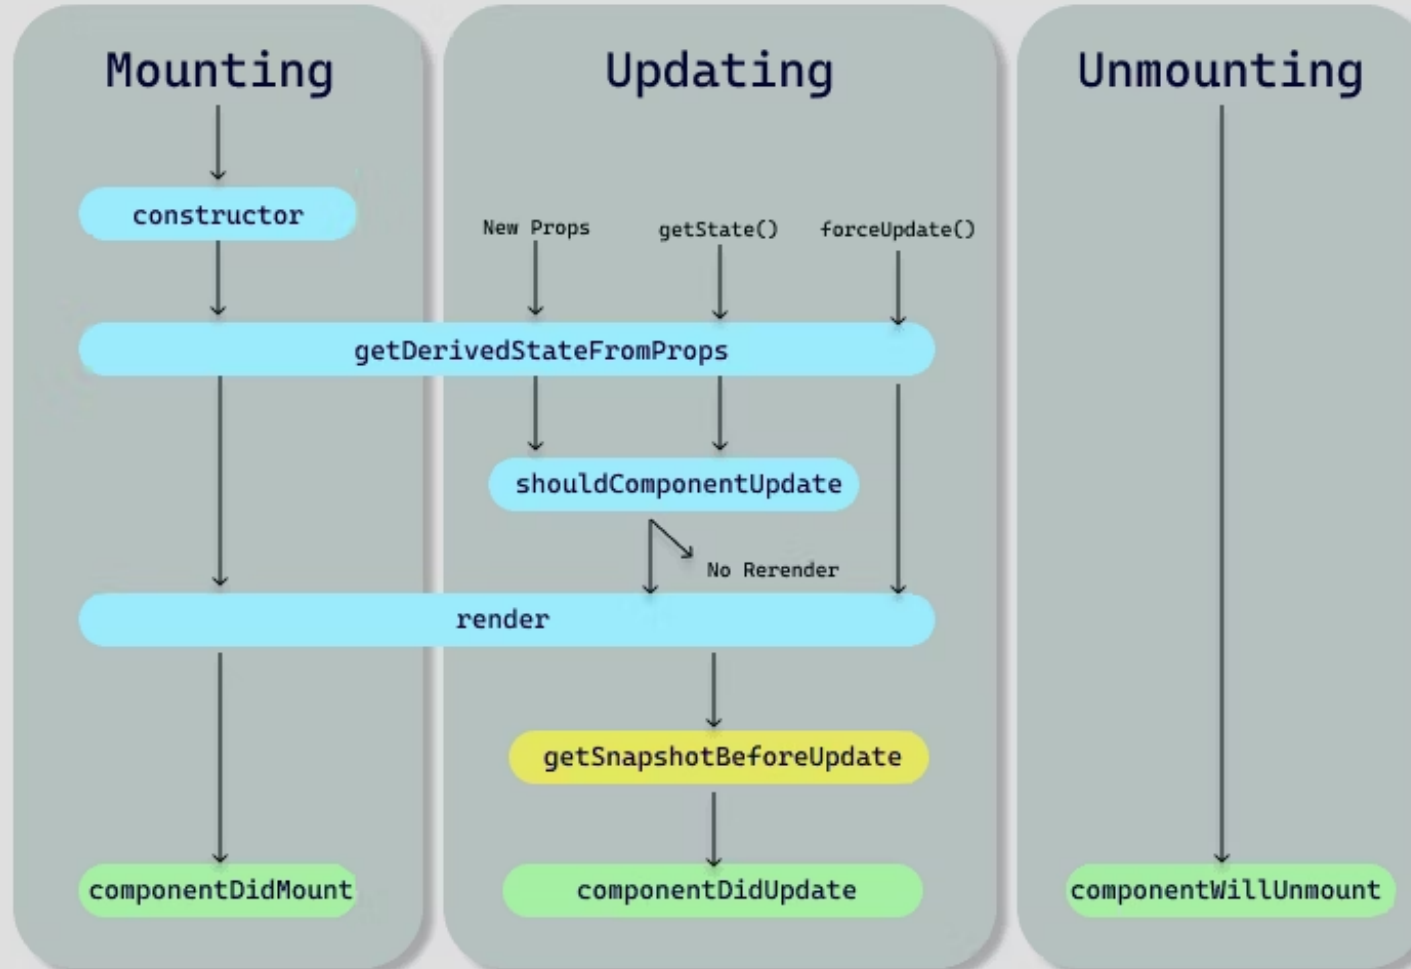 Mounting
Updating
Unmounting
constructor
New Props
getState()
forceUpdate()
getDerivedStateFromProps
shouldComponentUpdate
No Rerender
render
getSnapshotBeforeUpdate
componentDidMount
componentDidUpdate
componentWillUnmount